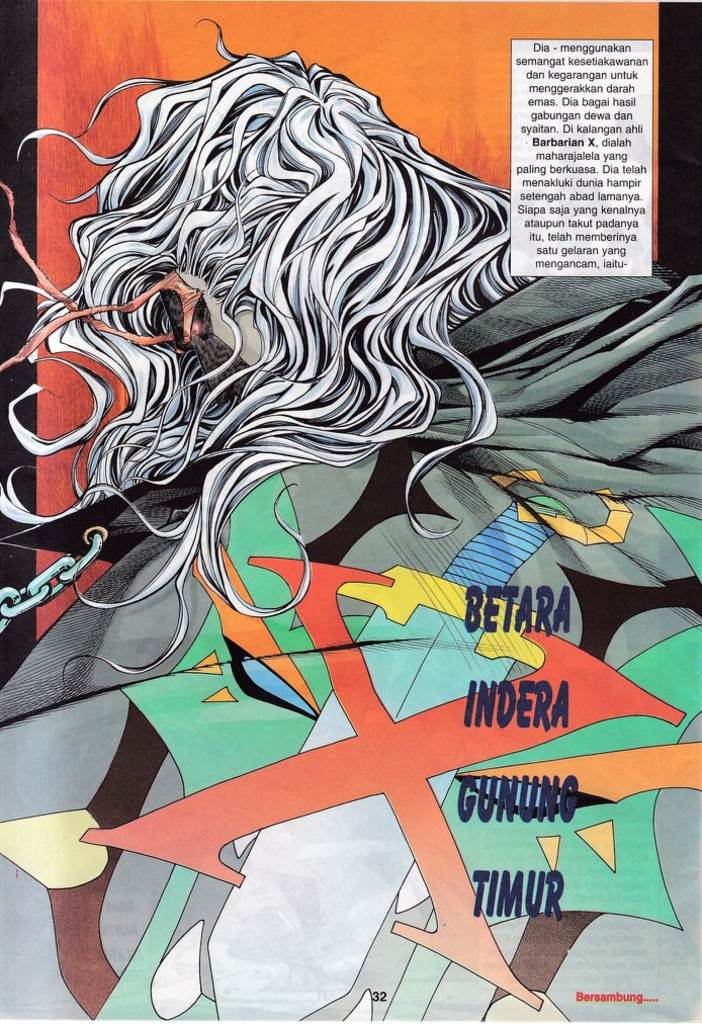 Dia - menggunakan
semangat kesetiakawanan
dan kegarangan untuk
menggerakkan darah
emas. Dia bagai hasil
gabungan dewa dan
syaitan. Di kalangan ahli
Barbarian X, dialah
maharajalela yang
paling berkuasa. Dia telah
menakluki dunia hampir
setengah abad lamanya.
Siapa saja yang kenalnya
ataupun takut padanya
itu, telah memberinya
satu gelaran yang
mengancam, iaitu-
BETARA
INDERA
GUNUNG
TIMUR
32
Bersambung.....